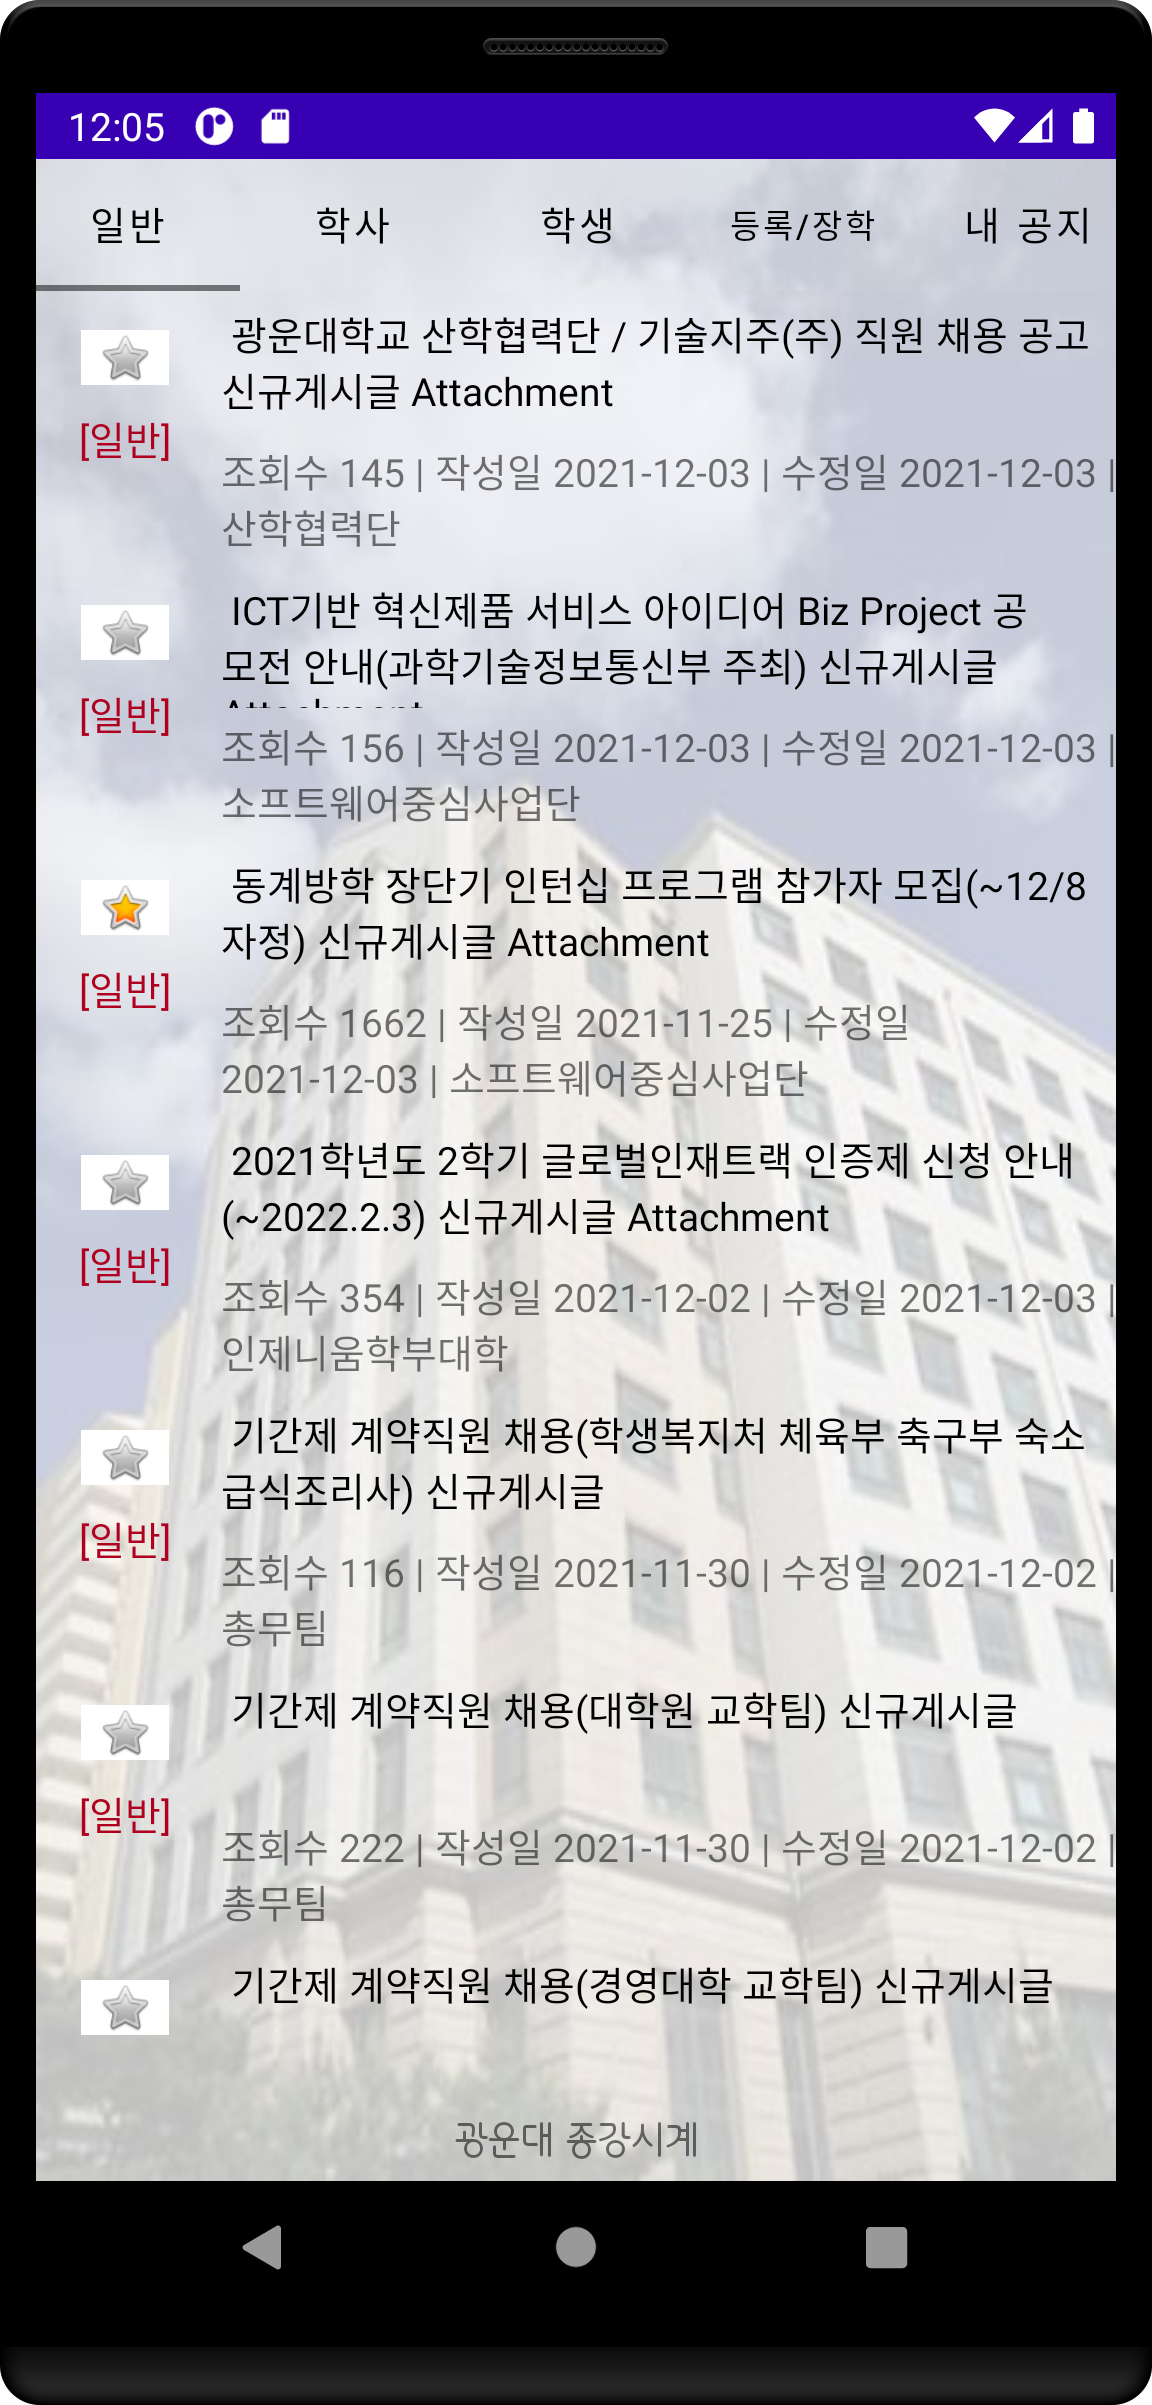 12:05
일반 학사 학생 등록/장학 내 공지
광운대학교 산학협력단 / 기술지주(주) 직원 채용 공고
신규게시글 Attachment
[일반]
조회수 145 | 작성일 2021-12-03 | 수정일 2021-12-03 |
산학협력단
ICT기반 혁신제품 서비스 아이디어 Biz Project 공
모전 안내(과학기술정보통신부 주최) 신규게시글
Attachment
[일반]
조회수 156 | 작성일 2021-12-03 | 수정일 2021-12-03 |
소프트웨어중심사업단
동계방학 장단기 인턴십 프로그램 참가자 모집(~12/8
자정) 신규게시글 Attachment
[일반]
조회수 1662 | 작성일 2021-11-25 | 수정일
2021-12-03 | 소프트웨어중심사업단
2021학년도 2학기 글로벌인재트랙 인증제 신청 안내
(~2022.2.3) 신규게시글 Attachment
[일반]
조회수 354 | 작성일 2021-12-02 | 수정일 2021-12-03 |
인제니움학부대학
기간제 계약직원 채용(학생복지처 체육부 축구부 숙소
급식조리사) 신규게시글
[일반]
조회수 116 | 작성일 2021-11-30 | 수정일 2021-12-02 |
총무팀
기간제 계약직원 채용(대학원 교학팀) 신규게시글
[일반]
조회수 222 | 작성일 2021-11-30 | 수정일 2021-12-02 |
총무팀
기간제 계약직원 채용(경영대학 교학팀) 신규게시글
광운대 종강시계